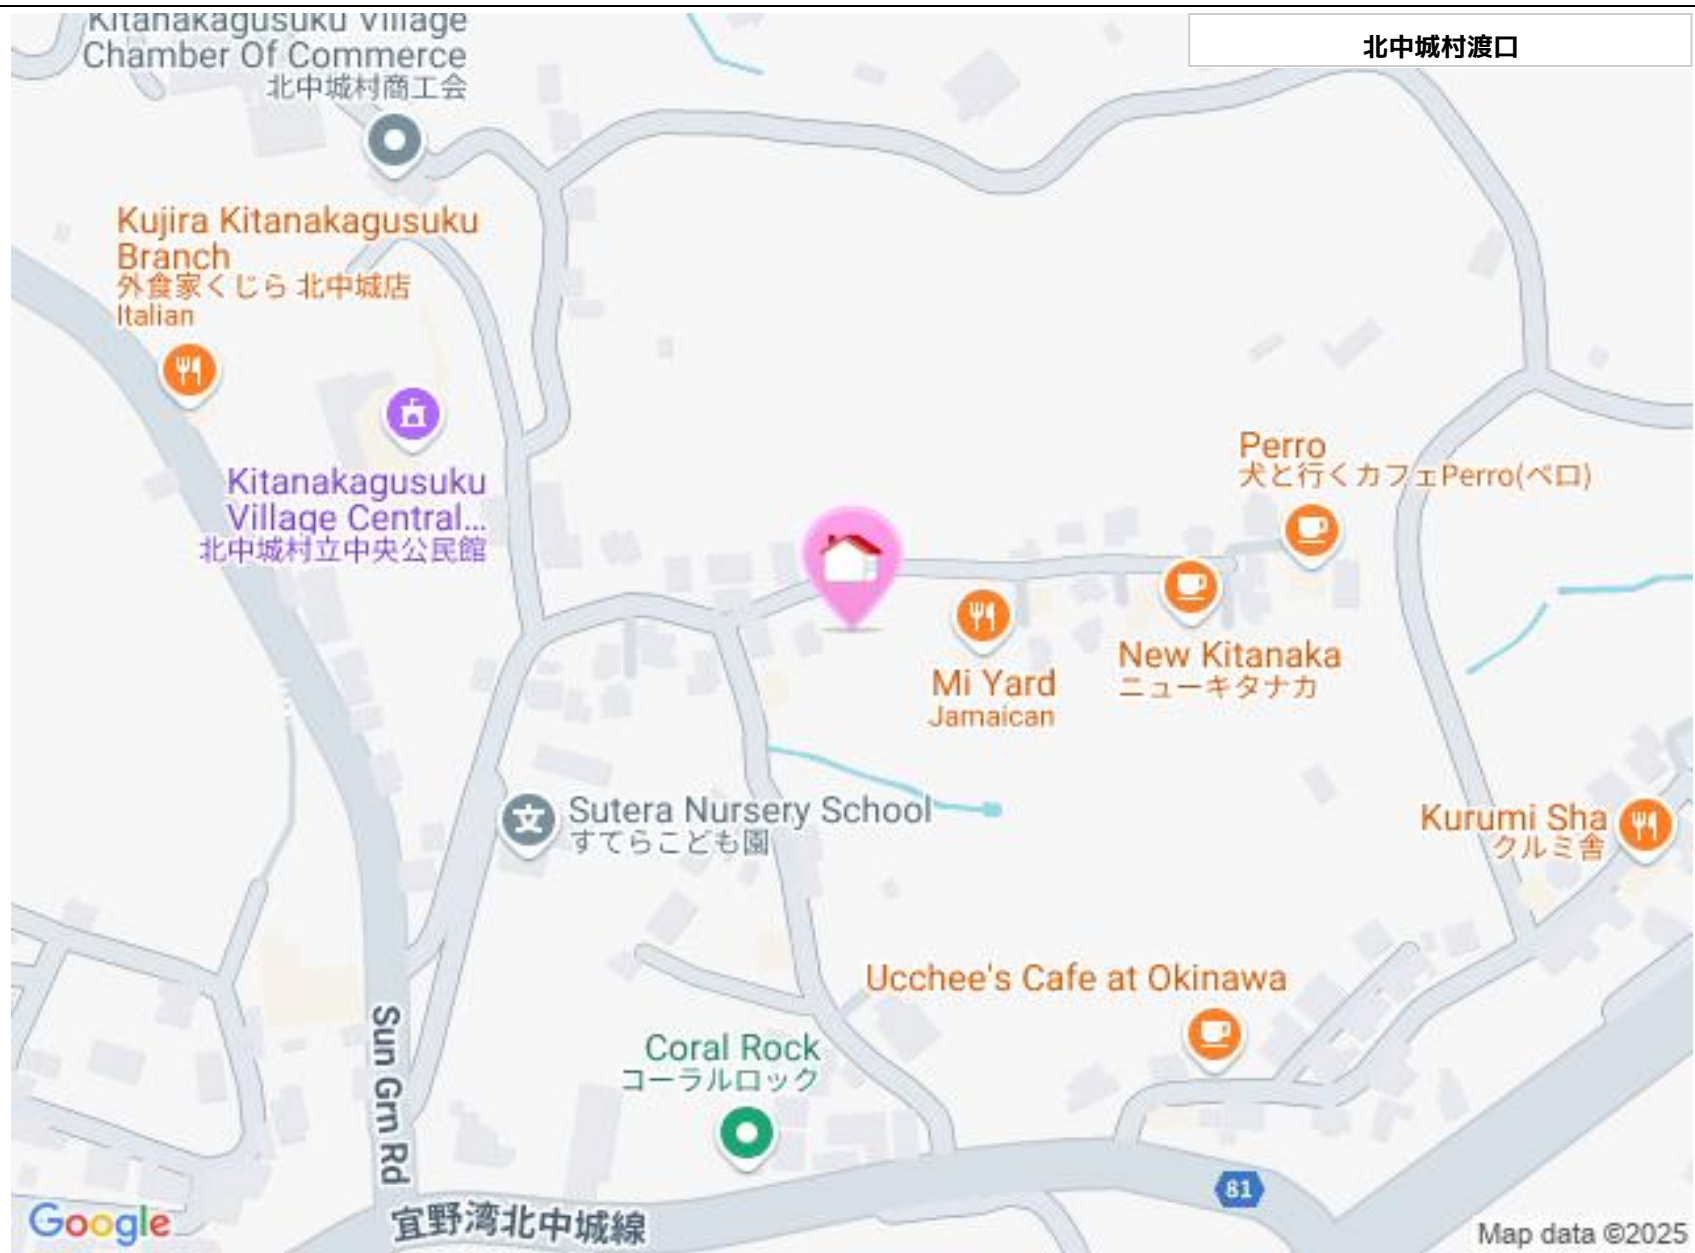 Kitanakagusuku Village
Chamber Of Commerce
北中城村商工会
北中城村渡口
Kujira Kitanakagusuku
Branch
外食家くじら 北中城店
Italian
Kitanakagusuku
Village Central...
北中城村立中央公民館
Perro
犬と行くカフェPerro(ペロ)
New Kitanaka
ニューキタナカ
Mi Yard
Jamaican
Sutera Nursery School
すてらこども園
文
Kurumi Sha
クルミ舎
Ucchee's Cafe at Okinawa
Coral Rock
コーラルロック
Sun Grn Rd
81
宜野湾北中城線
Google
Map data ©2025